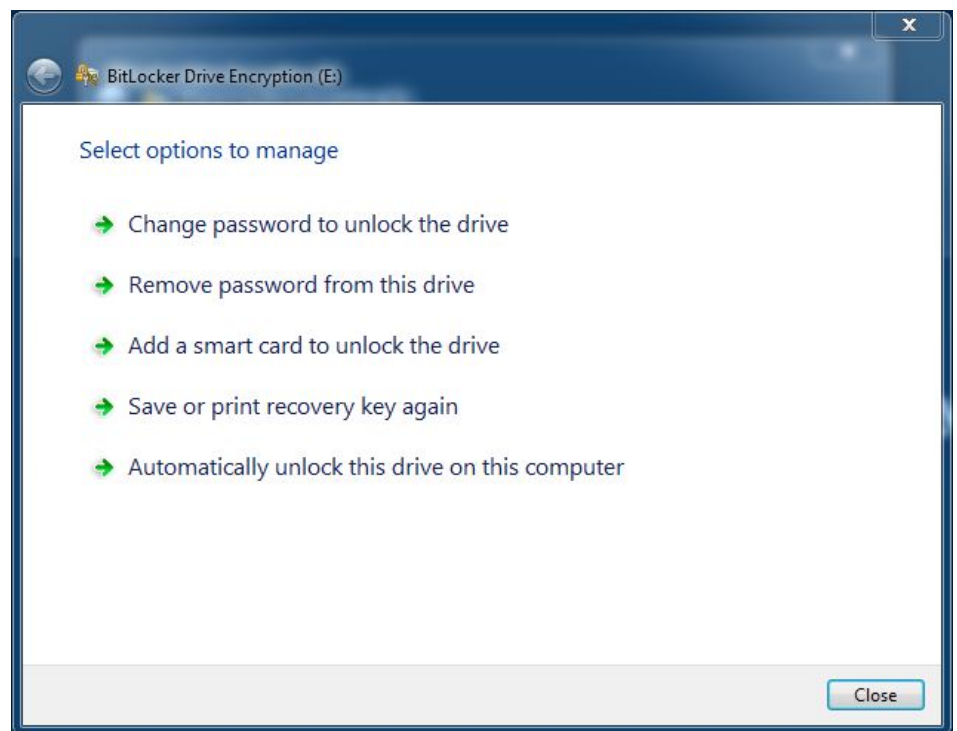 BitLocker Drive Encryption (E:)
Select options to manage
Change password to unlock the drive
Remove password from this drive
Add a smart card to unlock the drive
Save or print recovery key again
Automatically unlock this drive on this computer
Close